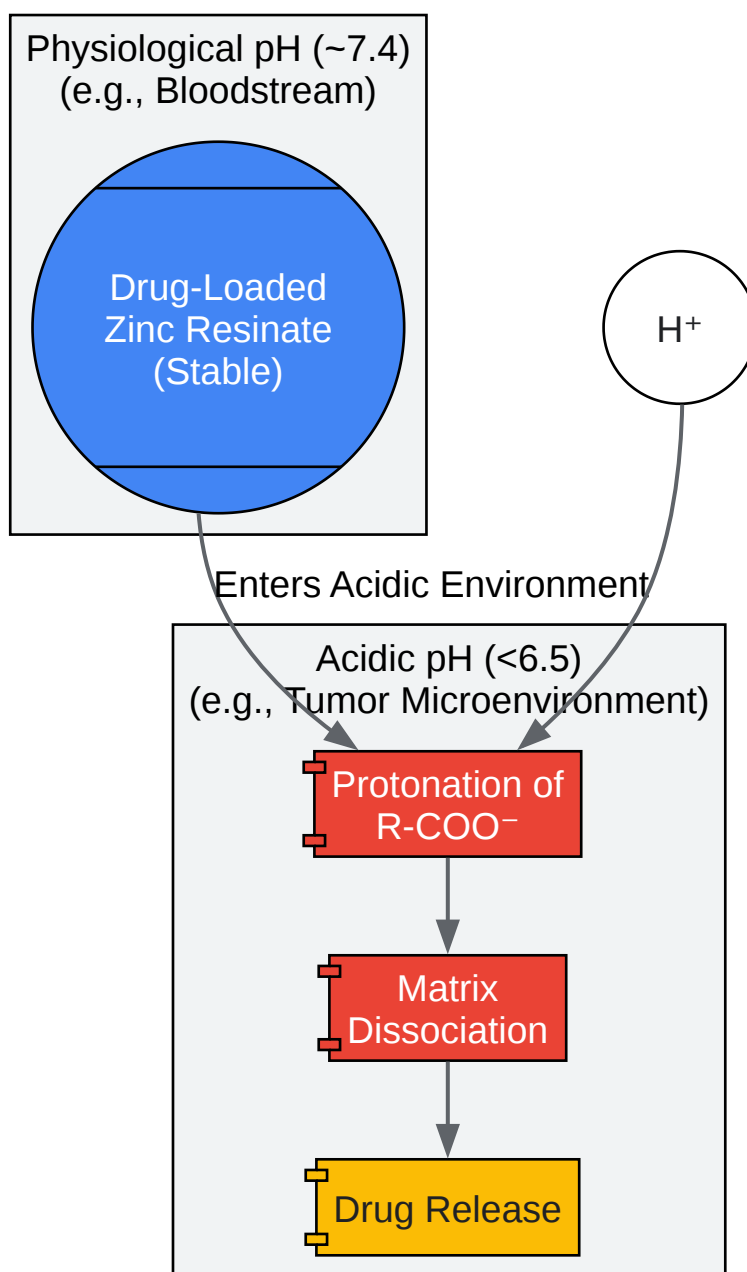 Physiological pH (~7.4)
(e.g., Bloodstream)
Drug-Loaded
Zinc Resinate
(Stable)
H⁺
Enters Acidic Environment
Acidic pH (<6.5)
(e.g., Tumor Microenvironment)
Protonation of
R-COO⁻
Matrix
Dissociation
Drug Release